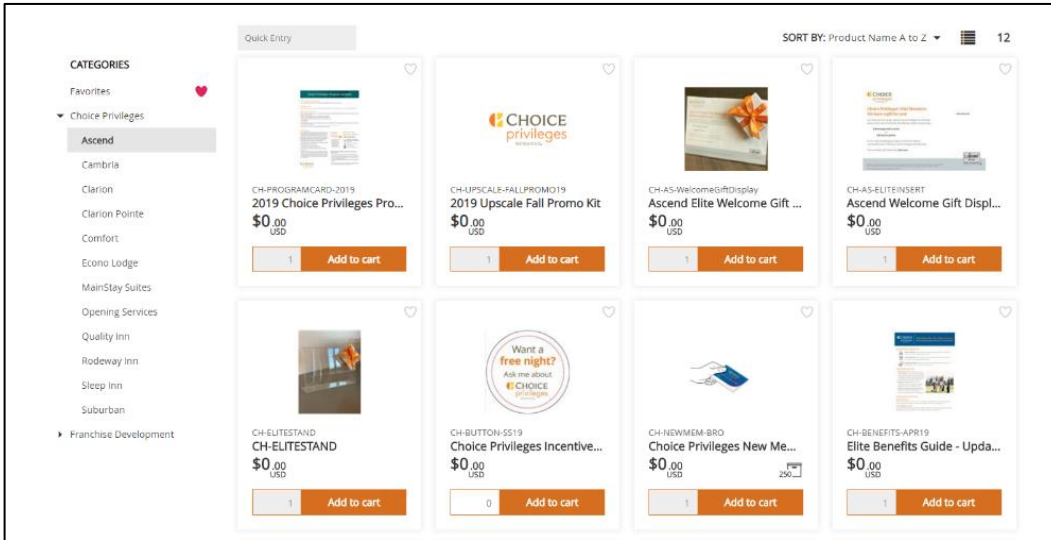 Quick Entry
SORT BY: Product Name A to Z
12
CATEGORIES
Favorites
Choice Privileges
Ascend
Cambria
Clarion
Clarion Pointe
Comfort
Econo Lodge
MainStay Suites
Opening Services
Quality Inn
Rodeway Inn
Sleep Inn
Suburban
Franchise Development
CH-PROGRAMCARD-2019
2019 Choice Privileges Pro...
$0.00
USD
1
Add to cart
CHOICE
privileges
CH-UPSCALE-FALLPROMO19
2019 Upscale Fall Promo Kit
$0.00
USD
1
Add to cart
CH-AS-WelcomeGiftDisplay
Ascend Elite Welcome Gift ...
$0.00
USD
1
Add to cart
CHOICE
CH-AS-ELITEINSERT
Ascend Welcome Gift Displ...
$0.00
USD
1
Add to cart
CH-ELITESTAND
CH-ELITESTAND
$0.00
USD
1
Add to cart
Want a
free night?
Ask me about
CHOICE
privileges
CH-BUTTON-SS19
Choice Privileges Incentive...
$0.00
USD
0
Add to cart
CH-NEWMEM-BRO
Choice Privileges New Me...
$0.00
USD
250
1
Add to cart
CH-BENEFITS-APR19
Elite Benefits Guide - Upda...
$0.00
USD
1
Add to cart